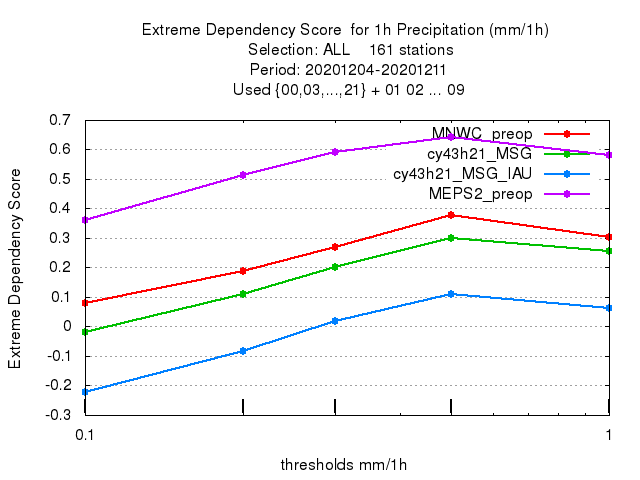 Extreme Dependency Score  for 1h Precipitation (mm/1h)
Selection: ALL    161 stations
Period: 20201204-20201211
Used {00,03,...,21} + 01 02 ... 09
0.7
0.6
0.5
0.4
0.3
0.2
0.1
0
-0.1
-0.2
-0.3
Extreme Dependency Score
MNWC_preop
cy43h21_MSG
cy43h21_MSG_IAU
MEPS2_preop
0.1
1
thresholds mm/1h